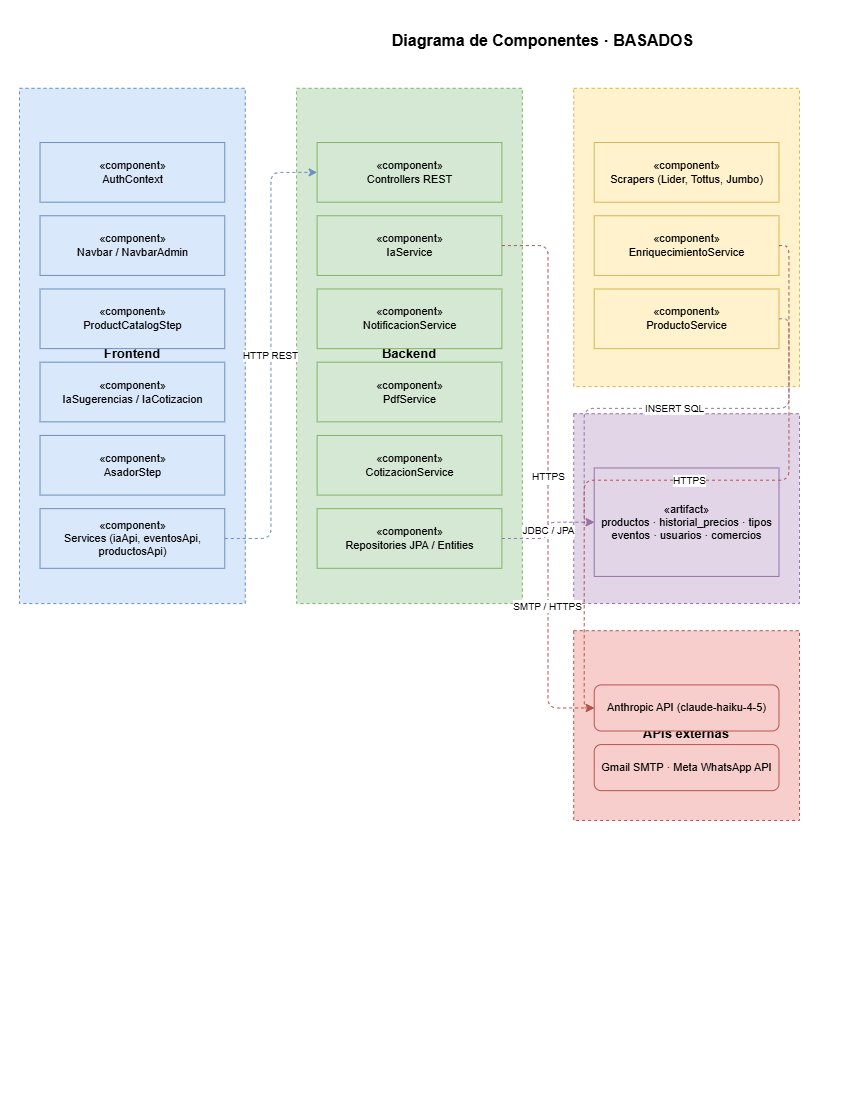 Diagrama de Componentes · BASADOS
«component»
AuthContext
«component»
Navbar / NavbarAdmin
«component»
ProductCatalogStep
Frontend
«component»
IaSugerencias / IaCotizacion
«component»
AsadorStep
«component»
Services (iaApi, eventosApi,
productosApi)
HTTP REST
«component»
Controllers REST
«component»
IaService
«component»
NotificacionService
Backend
«component»
PdfService
«component»
CotizacionService
«component»
Repositories JPA / Entities
HTTPS
JDBC / JPA
SMTP / HTTPS
«component»
Scrapers (Lider, Tottus, Jumbo)
«component»
EnriquecimientoService
«component»
ProductoService
INSERT SQL
HTTPS
«artifact»
productos · historial_precios · tipos
eventos · usuarios · comercios
Anthropic API (claude-haiku-4-5)
APIs externas
Gmail SMTP · Meta WhatsApp API